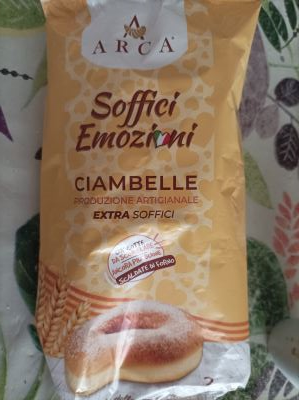 ARCA®
Soffici
Emozioni
CIAMBELLE
PRODUZIONE ARTIGIANALE
EXTRA SOFFICI
SCALDATE IN FORNO